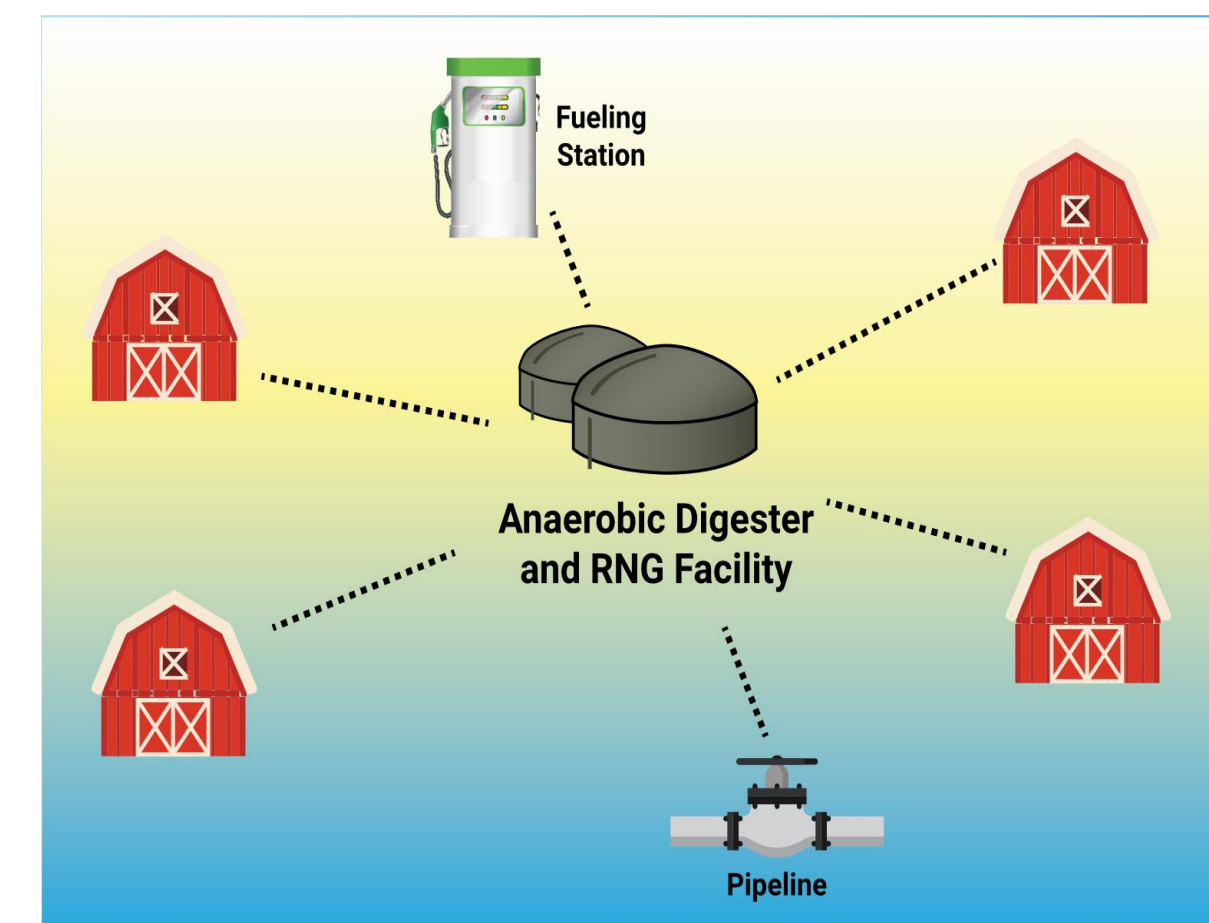 Fueling
Station
Anaerobic Digester
and RNG Facility
Pipeline